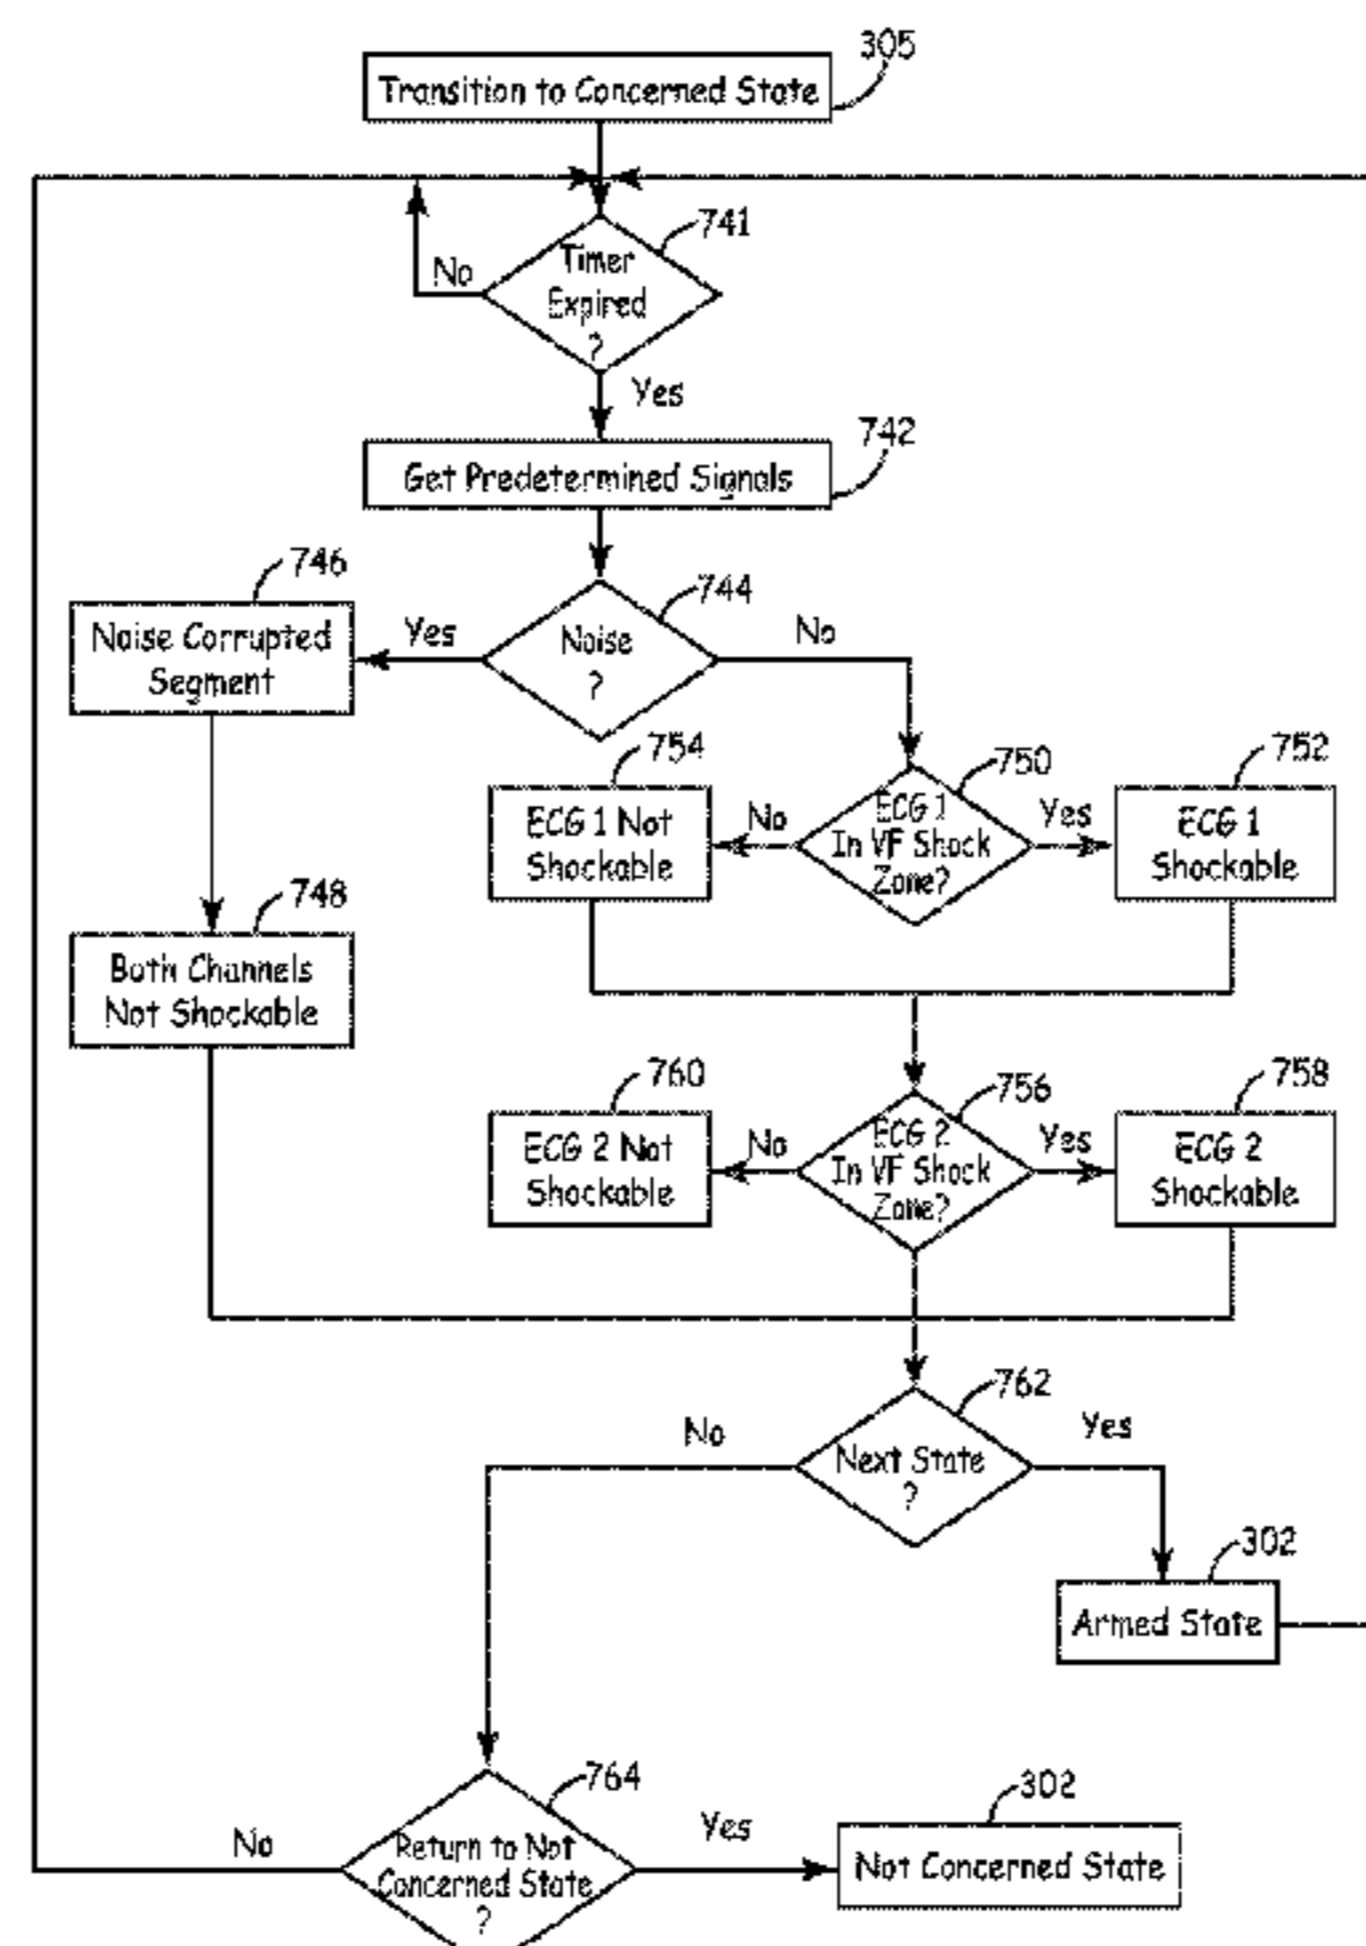 305
Transition to Concerned State
741
Timer
Expired
?
No
Yes
742
Get Predetermined Signals
746
744
Noise Corrupted
Segment
Yes
Noise
?
No
754
750
752
ECG 1 Not
Shockable
No
ECG 1
In VF Shock
Zone?
Yes
ECG 1
Shockable
748
Both Channels
Not Shockable
760
756
758
ECG 2 Not
Shockable
No
ECG 2
In VF Shock
Zone?
Yes
ECG 2
Shockable
762
No
Next State
?
Yes
302
Armed State
764
302
No
Return to Not
Concerned State
?
Yes
Not Concerned State